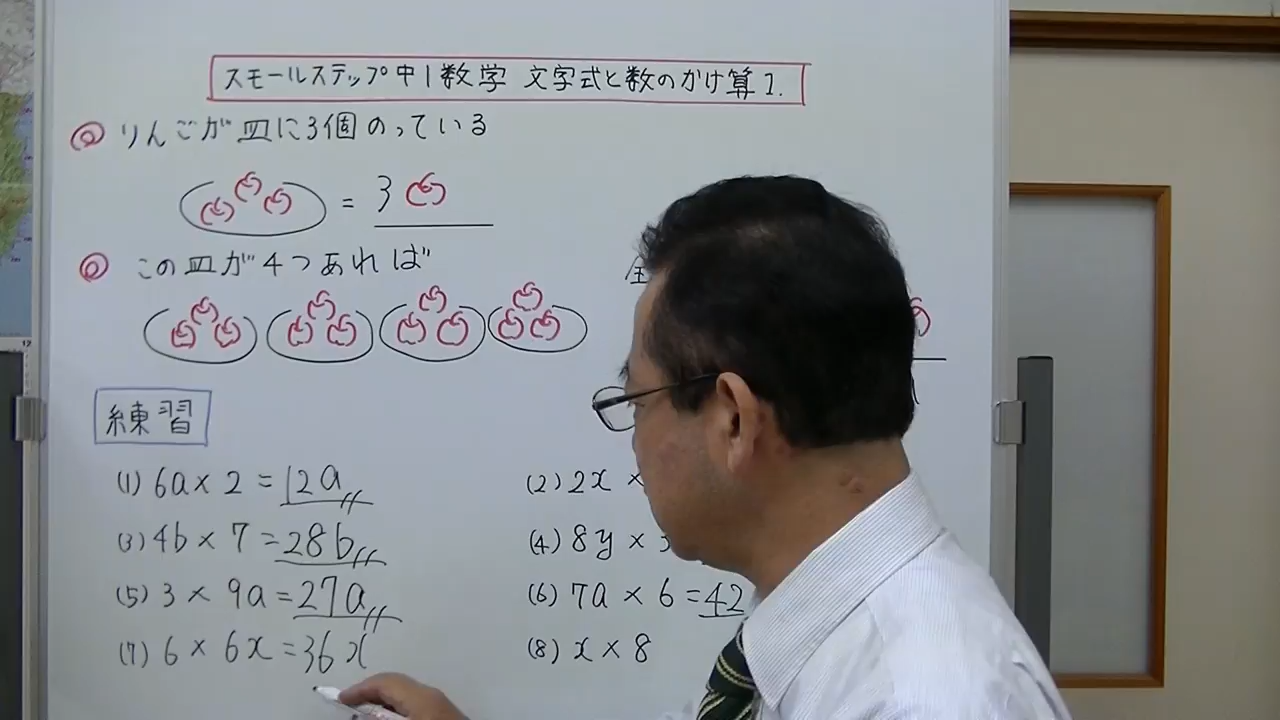 スモールステップ中1数学 文字式と数のかけ算1.
◎ りんごが皿に3個のっている
= 3
◎ この皿が4つあれば
練習
(1) 6a × 2 = 12a
(2) 2x ×
(3) 4b × 7 = 28b
(4) 8y ×
(5) 3 × 9a = 27a
(6) 7a × 6 = 42
(7) 6 × 6x = 36x
(8) x × 8